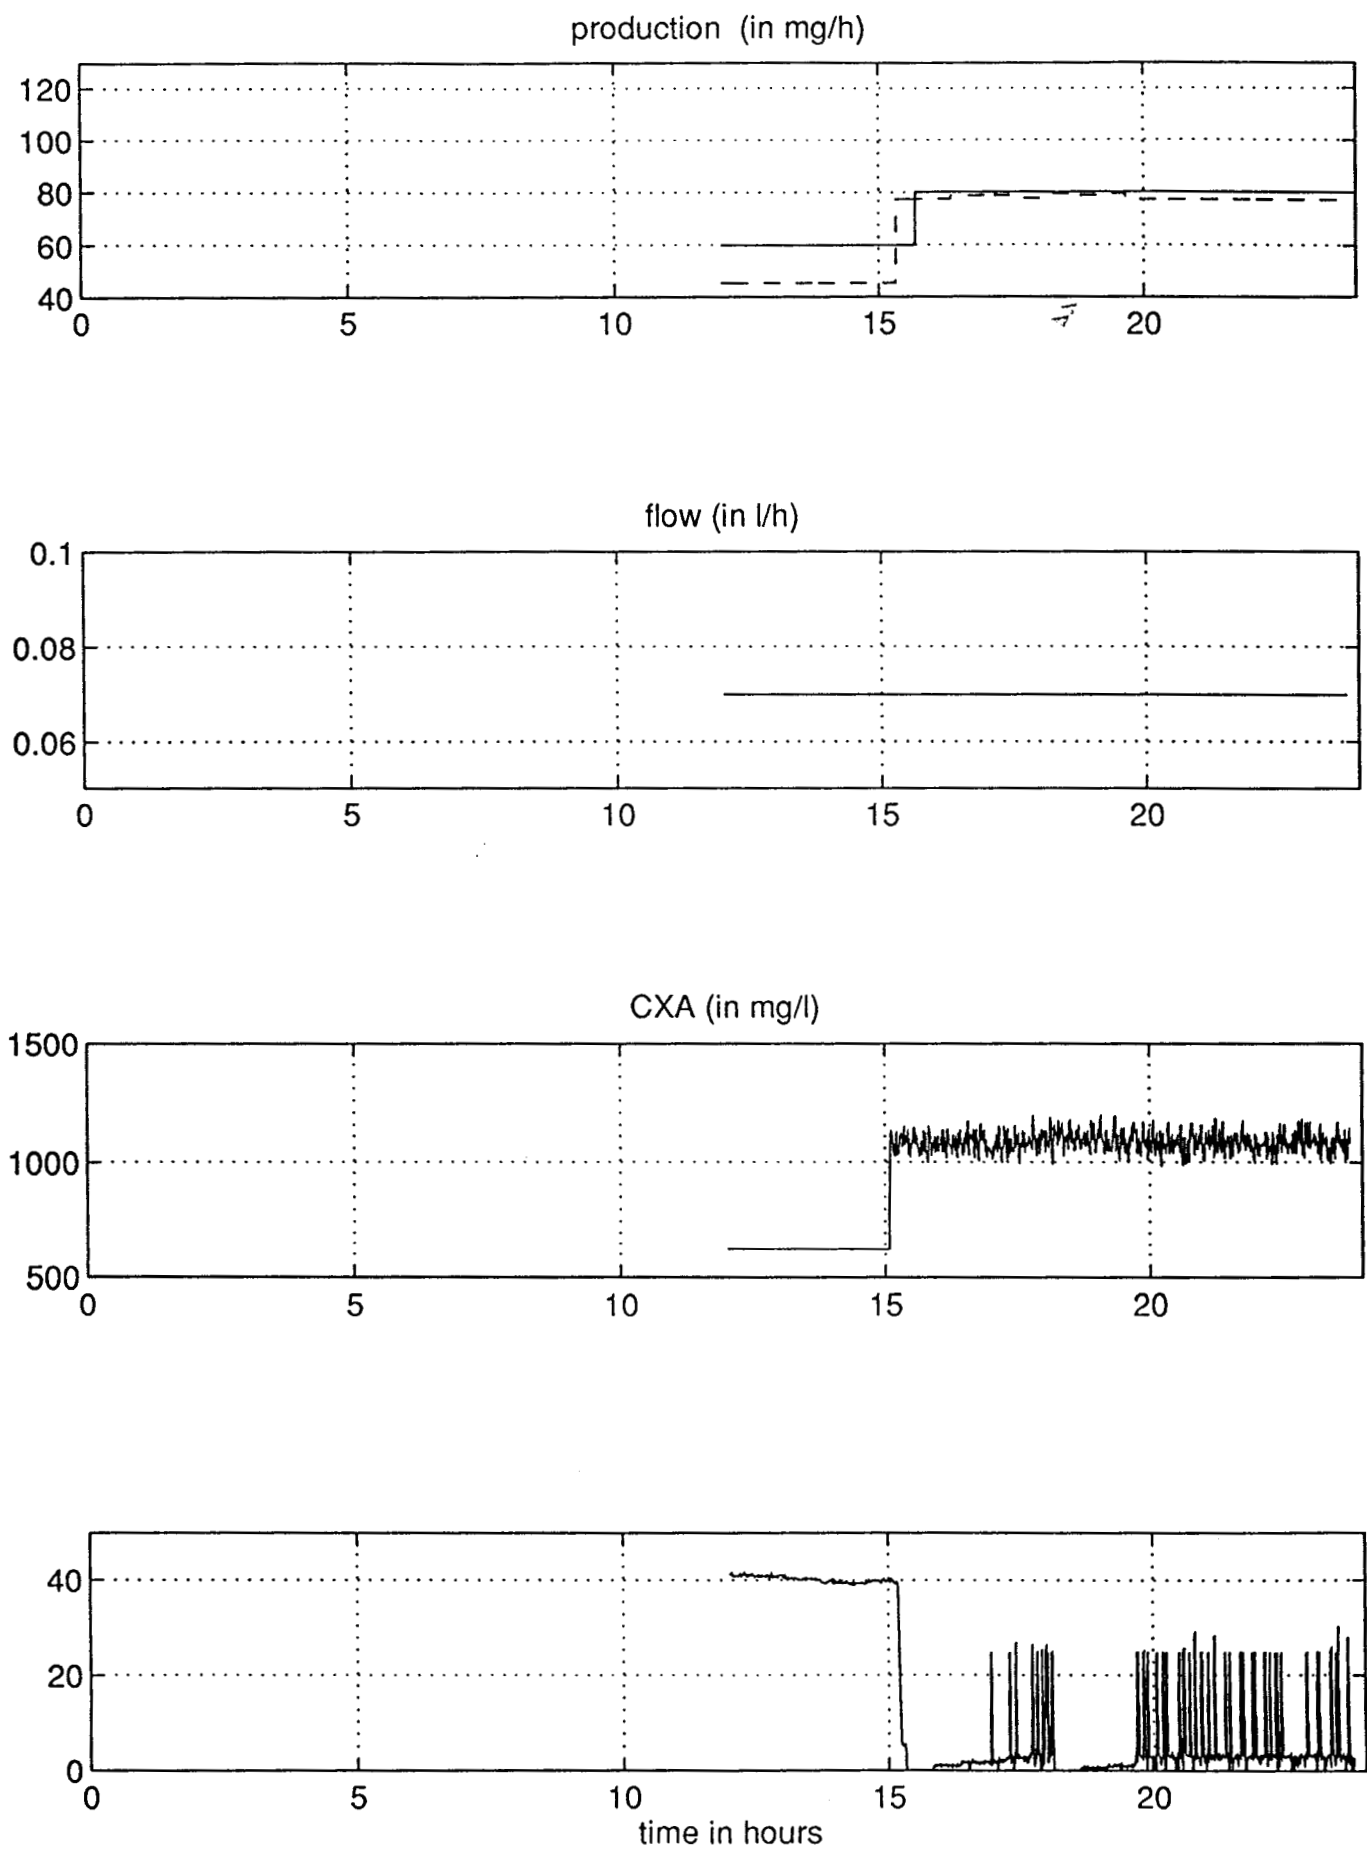 production (in mg/h)
120
100
80
60
40
0 5 10 15 20
flow (in l/h)
0.1
0.08
0.06
0 5 10 15 20
CXA (in mg/l)
1500
1000
500
0 5 10 15 20
40
20
0
0 5 10 15 20
time in hours